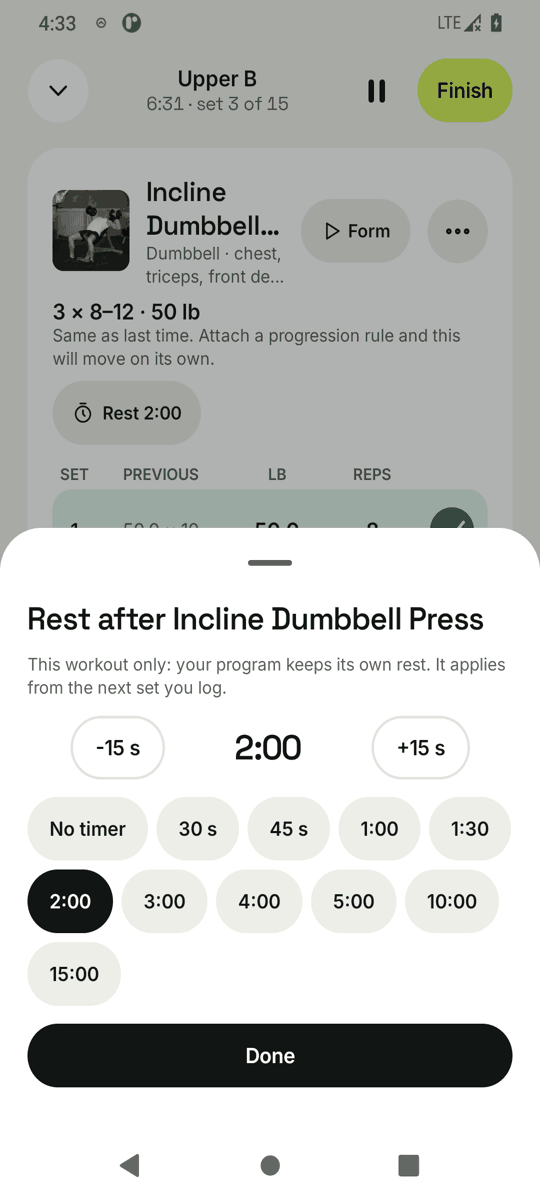 4:33
LTE
Upper B
6:31 · set 3 of 15
Finish
Incline
Dumbbell...
Form
Dumbbell · chest,
triceps, front de...
3 × 8–12 · 50 lb
Same as last time. Attach a progression rule and this
will move on its own.
Rest 2:00
SET PREVIOUS LB REPS
Rest after Incline Dumbbell Press
This workout only: your program keeps its own rest. It applies
from the next set you log.
-15 s 2:00 +15 s
No timer 30 s 45 s 1:00 1:30
2:00 3:00 4:00 5:00 10:00
15:00
Done